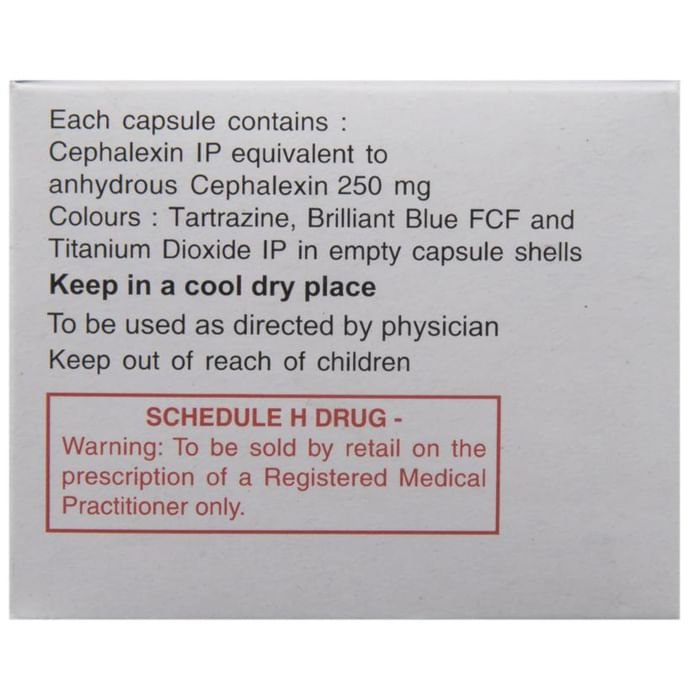 Each capsule contains :
Cephalexin IP equivalent to
anhydrous Cephalexin 250 mg
Colours : Tartrazine, Brilliant Blue FCF and
Titanium Dioxide IP in empty capsule shells
Keep in a cool dry place
To be used as directed by physician
Keep out of reach of children
SCHEDULE H DRUG -
Warning: To be sold by retail on the
prescription of a Registered Medical
Practitioner only.